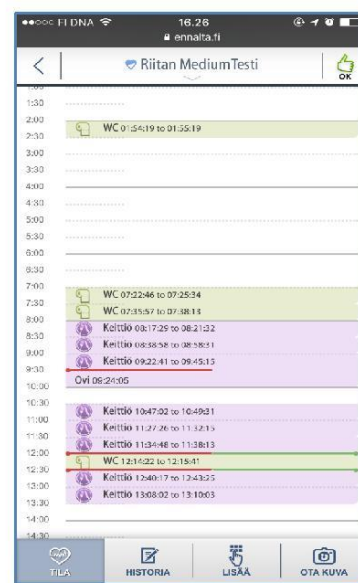 FI DNA 16.26
ennalta.fi
Riitan MediumTesti
OK
1:00
1:30
2:00
WC 01:54:19 to 01:55:19
2:30
3:00
3:30
4:00
4:30
5:00
5:30
6:00
6:30
7:00
WC 07:22:46 to 07:25:34
7:30
WC 07:35:57 to 07:38:13
8:00
Keittiö 08:17:29 to 08:21:32
8:30
Keittiö 08:38:58 to 08:58:31
9:00
Keittiö 09:22:41 to 09:45:15
9:30
Ovi 09:24:05
10:00
10:30
Keittiö 10:47:02 to 10:49:31
11:00
Keittiö 11:27:26 to 11:32:15
11:30
Keittiö 11:34:48 to 11:38:13
12:00
WC 12:14:22 to 12:15:41
12:30
Keittiö 12:40:17 to 12:43:25
13:00
Keittiö 13:08:02 to 13:10:03
13:30
14:00
14:30
TILA HISTORIA LISÄÄ OTA KUVA